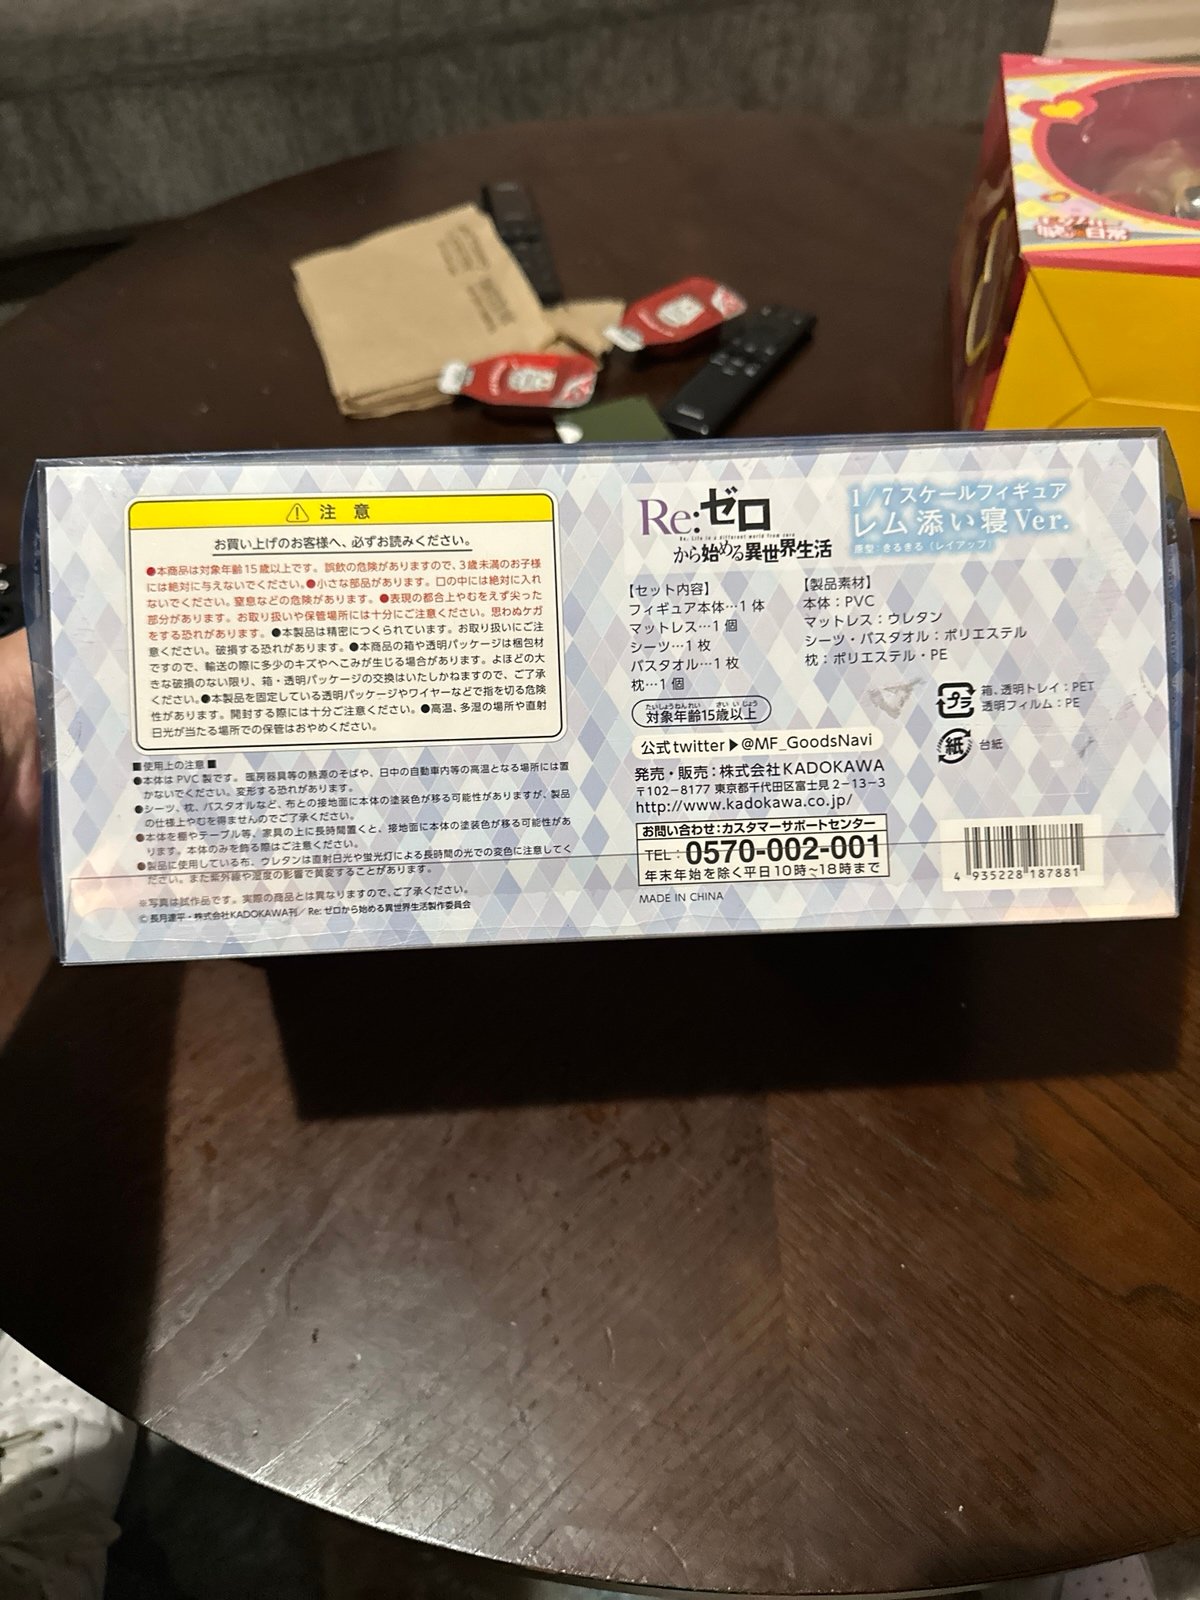 注意
お買い上げのお客様へ、必ずお読みください。
●本商品は対象年齢15歳以上です。誤飲の危険がありますので、3歳未満のお子様
には絶対に与えないでください。●小さな部品があります。口の中には絶対に入れ
ないでください。窒息などの危険があります。●表現の都合上やむをえず尖った
部分があります。お取り扱いや保管場所には十分にご注意ください。思わぬケガ
をする恐れがあります。●本製品は精密につくられています。お取り扱いにご注
意ください。破損する恐れがあります。●本商品の箱や透明パッケージは梱包材
ですので、輸送の際に多少のキズやへこみが生じる場合があります。よほどの大
きな破損のない限り、箱・透明パッケージの交換はいたしかねますので、ご了承
ください。●本製品を固定している透明パッケージやワイヤーなどで指を切る危険
性があります。開封する際には十分ご注意ください。●高温、多湿の場所や直射
日光が当たる場所での保管はおやめください。
■使用上の注意■
●本体はPVC製です。暖房器具等の熱源のそばや、日中の自動車内等の高温となる場所には置
かないでください。変形する恐れがあります。
●シーツ、枕、バスタオルなど、布との接地面に本体の塗装色が移る可能性がありますが、製品
の仕様上やむを得ませんのでご了承ください。
●本体を棚やテーブル等、家具の上に長時間置くと、接地面に本体の塗装色が移る可能性があ
ります。本体のみを飾る際はご注意ください。
●製品に使用している布、ウレタンは直射日光や蛍光灯による長時間の光での変色に注意してく
ださい。また紫外線や湿度の影響で黄変することがあります。
※写真は試作品です。実際の商品とは異なりますので、ご了承ください。
© 長月達平・株式会社KADOKAWA刊／Re:ゼロから始める異世界生活製作委員会
Re:ゼロ
Re: Life in a different world from zero
から始める異世界生活
1/7スケールフィギュア
レム 添い寝Ver.
原型：きるきる（レイアップ）
【セット内容】
フィギュア本体…1体
マットレス…1個
シーツ…1枚
バスタオル…1枚
枕…1個
【製品素材】
本体：PVC
マットレス：ウレタン
シーツ・バスタオル：ポリエステル
枕：ポリエステル・PE
たいしょうねんれい さい いじょう
対象年齢15歳以上
プラ
箱、透明トレイ：PET
透明フィルム：PE
紙
台紙
公式twitter▶@MF_GoodsNavi
発売・販売：株式会社KADOKAWA
〒102-8177 東京都千代田区富士見2-13-3
http://www.kadokawa.co.jp/
お問い合わせ：カスタマーサポートセンター
TEL：0570-002-001
年末年始を除く平日10時～18時まで
MADE IN CHINA
4 935228 187881